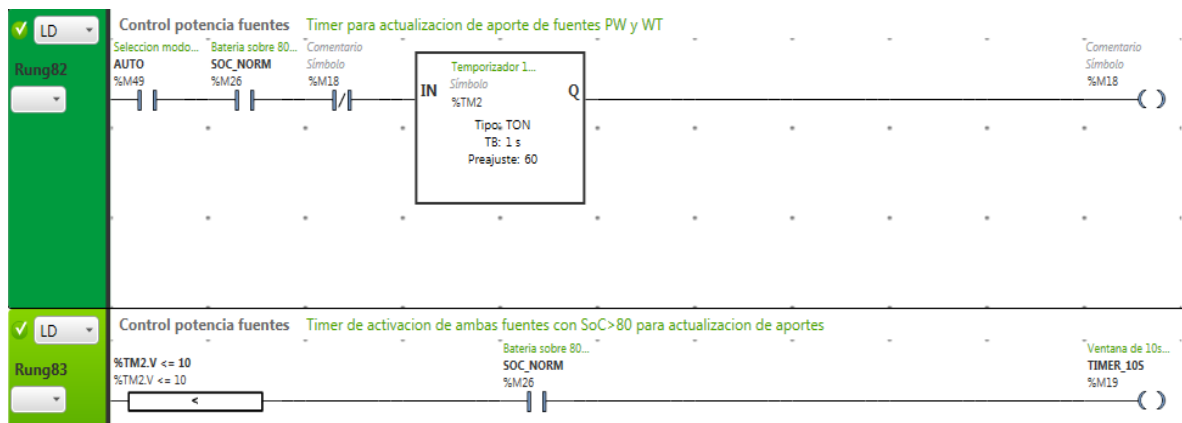 LD
Control potencia fuentes Timer para actualizacion de aporte de fuentes PW y WT
Rung82
Seleccion modo... Bateria sobre 80... Comentario Comentario
AUTO SOC_NORM Símbolo Símbolo
%M49 %M26 %M18 %M18
Temporizador 1...
IN Símbolo Q
%TM2
Tipo: TON
TB: 1 s
Preajuste: 60
LD
Control potencia fuentes Timer de activacion de ambas fuentes con SoC>80 para actualizacion de aportes
Rung83
Bateria sobre 80... Ventana de 10s...
%TM2.V <= 10 SOC_NORM TIMER_10S
%TM2.V <= 10 %M26 %M19
<